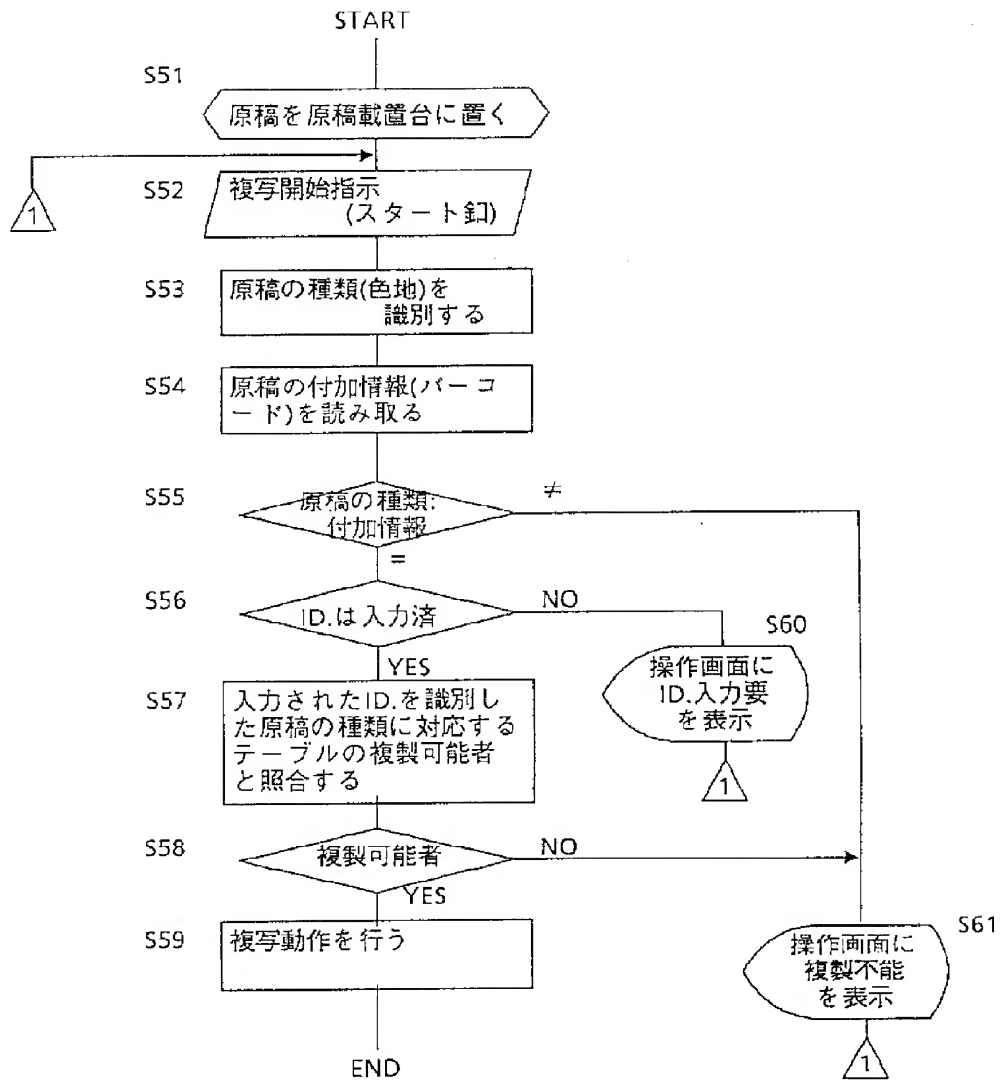 START
S51
原稿を原稿載置台に置く
1
S52
複写開始指示
(スタート釦)
S53
原稿の種類(色地)を
識別する
S54
原稿の付加情報(バーコ
ード)を読み取る
S55
原稿の種類:
付加情報
≠
=
S56
ID.は入力済
NO
YES
S60
操作画面に
ID.入力要
を表示
1
S57
入力されたID.を識別し
た原稿の種類に対応する
テーブルの複製可能者
と照合する
S58
複製可能者
NO
YES
S59
複写動作を行う
S61
操作画面に
複製不能
を表示
1
END